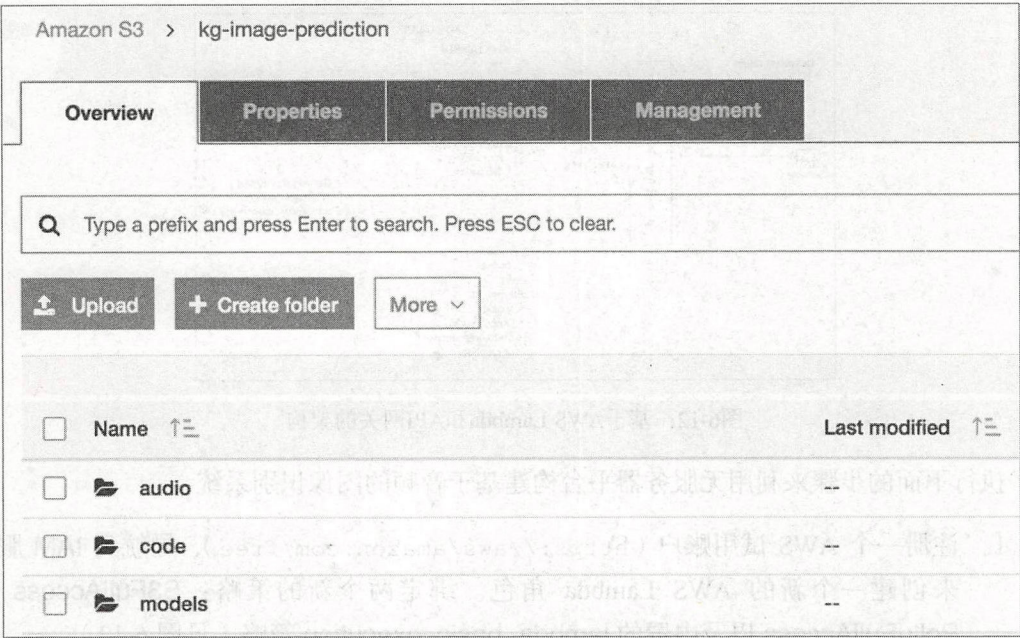 Amazon S3 > kg-image-prediction
Overview Properties Permissions Management
Type a prefix and press Enter to search. Press ESC to clear.
Upload + Create folder More
Name Last modified
audio --
code --
models --